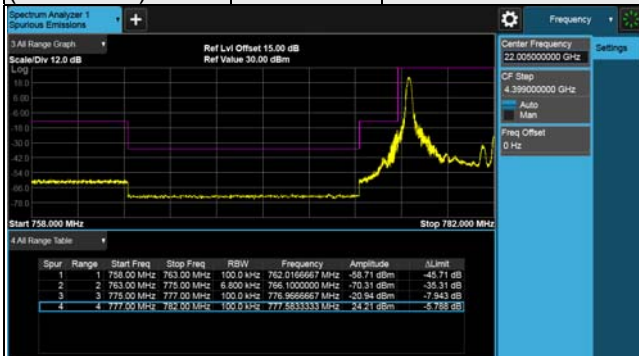 Spectrum Analyzer 1
Spurious Emissions
+
Frequency
3 All Range Graph
Ref Lvl Offset 15.00 dB
Scale/Div 12.0 dB
Ref Value 30.00 dBm
Log
18.0
6.00
-6.00
-18.0
-30.0
-42.0
-54.0
-66.0
-78.0
Start 758.000 MHz
Stop 782.000 MHz
4 All Range Table
Spur Range Start Freq Stop Freq RBW Frequency Amplitude ΔLimit
1 1 758.00 MHz 763.00 MHz 100.0 kHz 762.0166667 MHz -58.71 dBm -45.71 dB
2 2 763.00 MHz 775.00 MHz 6.800 kHz 766.1000000 MHz -70.31 dBm -35.31 dB
3 3 775.00 MHz 777.00 MHz 100.0 kHz 776.9666667 MHz -20.94 dBm -7.943 dB
4 4 777.00 MHz 782.00 MHz 100.0 kHz 777.5833333 MHz 24.21 dBm -5.788 dB
Center Frequency
22.005000000 GHz
Settings
CF Step
4.399000000 GHz
Auto
Man
Freq Offset
0 Hz